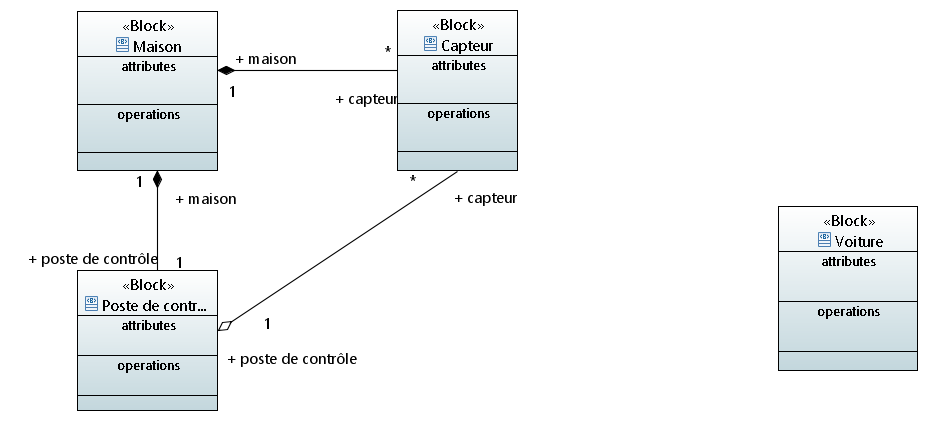 «Block»
Maison
attributes
operations
+ maison
1
*
+ capteur
«Block»
Capteur
attributes
operations
1
+ maison
+ poste de contrôle
1
*
+ capteur
«Block»
Poste de contr...
attributes
operations
1
+ poste de contrôle
«Block»
Voiture
attributes
operations